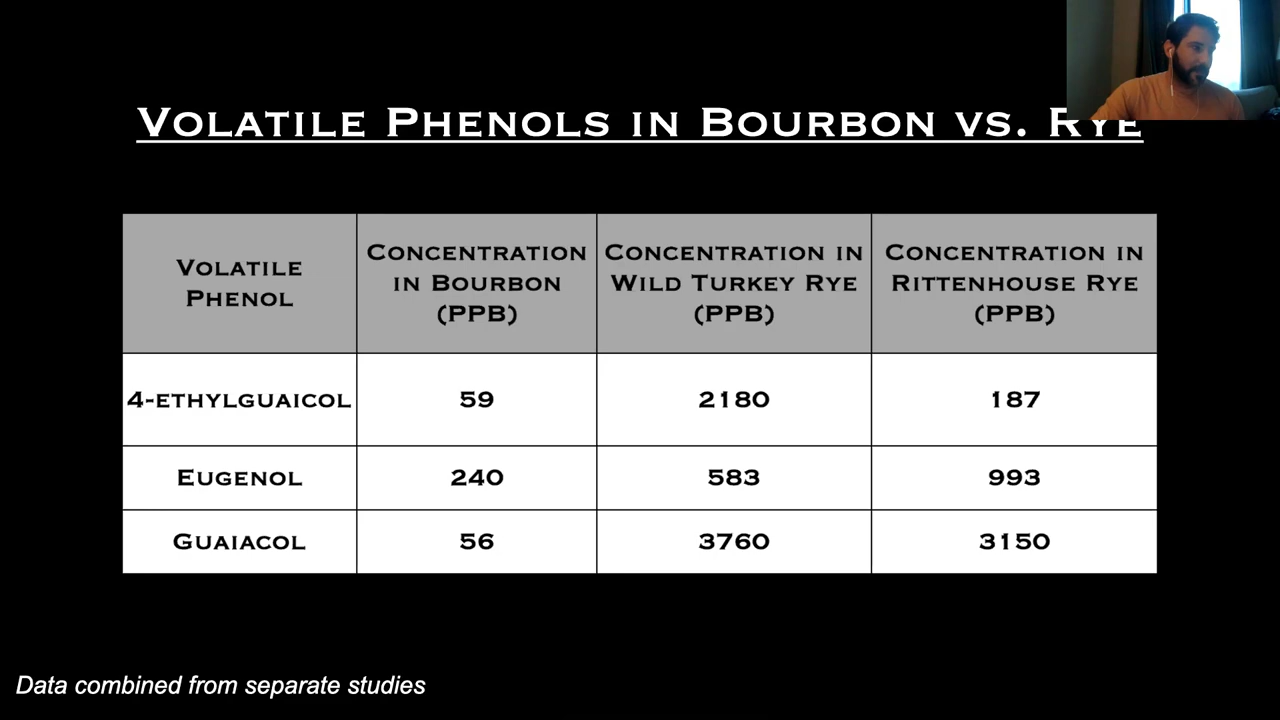 VOLATILE PHENOLS IN BOURBON VS. RYE
VOLATILE
PHENOL
CONCENTRATION
IN BOURBON
(PPB)
CONCENTRATION IN
WILD TURKEY RYE
(PPB)
CONCENTRATION IN
RITTENHOUSE RYE
(PPB)
4-ETHYLGUAICOL
59
2180
187
EUGENOL
240
583
993
GUAIACOL
56
3760
3150
Data combined from separate studies